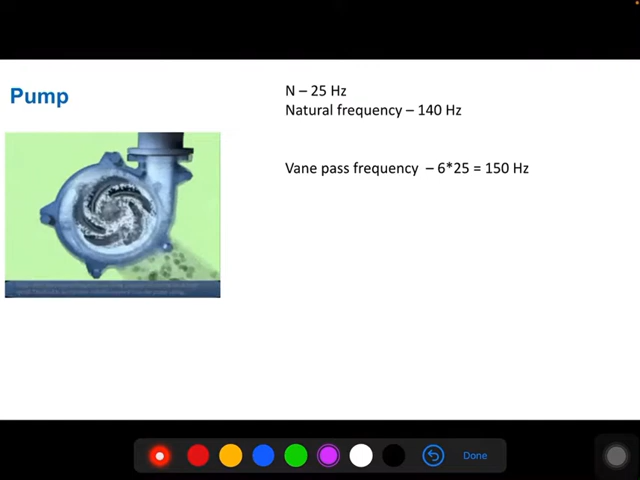 Pump
N – 25 Hz
Natural frequency – 140 Hz
Vane pass frequency – 6*25 = 150 Hz
Done